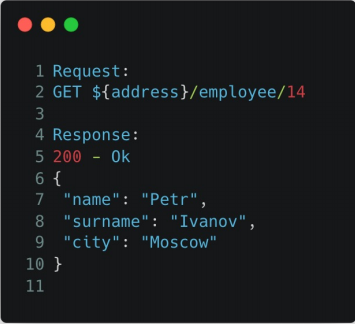 1 Request:
2 GET ${address}/employee/14
3
4 Response:
5 200 - Ok
6 {
7  "name": "Petr",
8  "surname": "Ivanov",
9  "city": "Moscow"
10 }
11